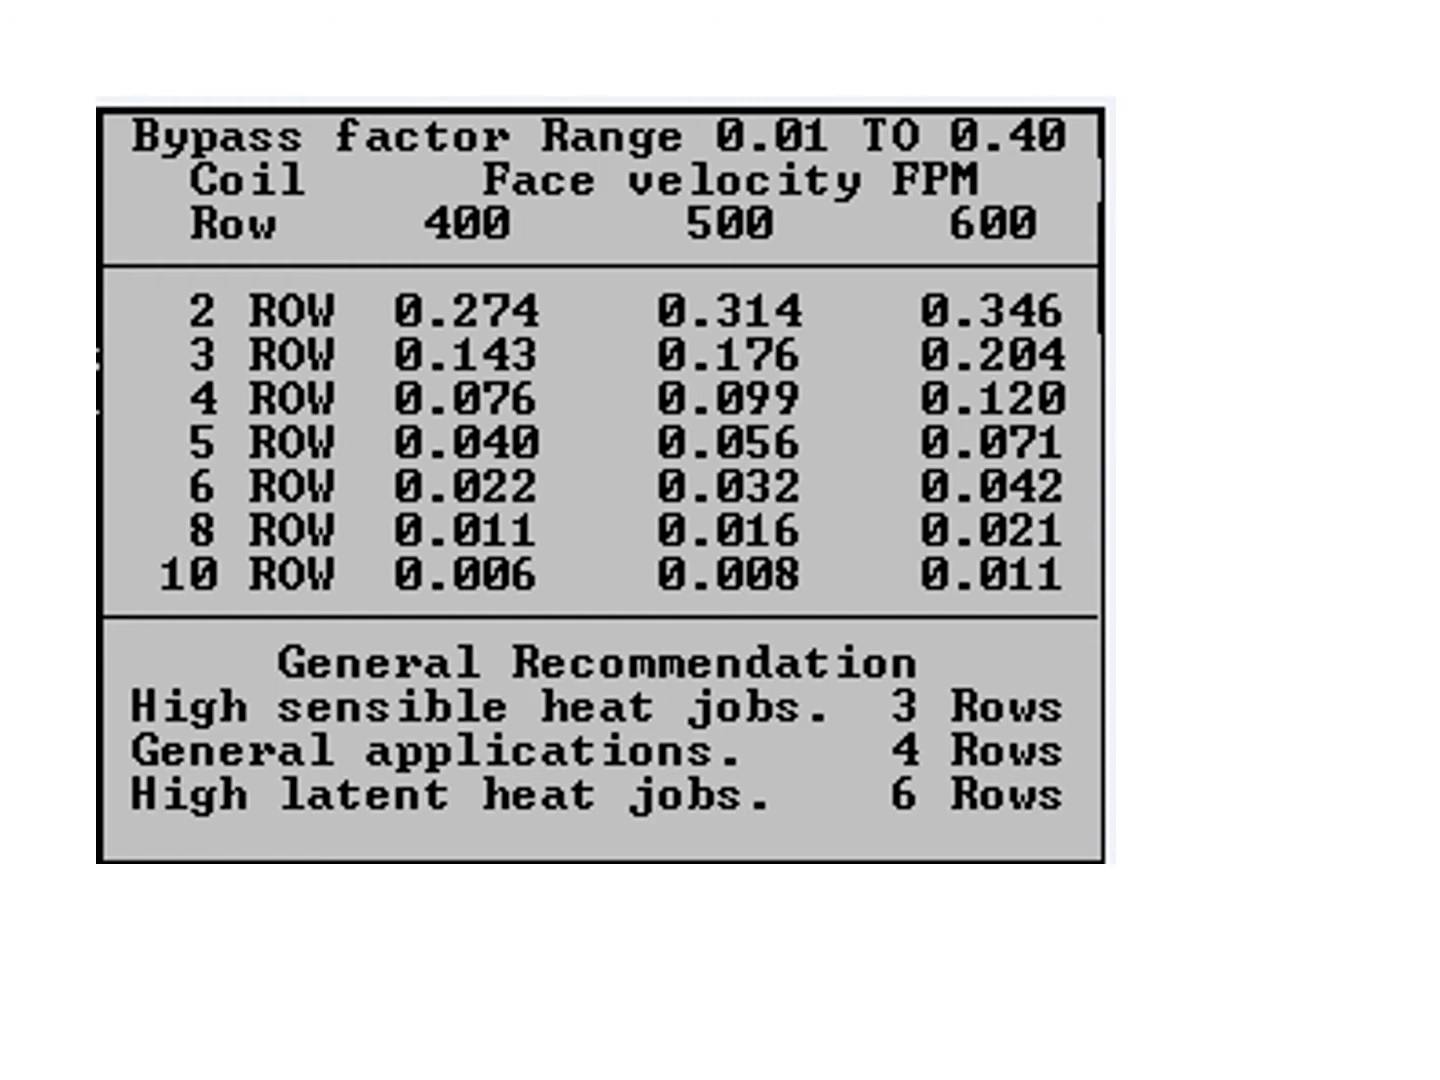 Bypass factor Range 0.01 TO 0.40
Coil Face velocity FPM
Row 400 500 600
2 ROW 0.274 0.314 0.346
3 ROW 0.143 0.176 0.204
4 ROW 0.076 0.099 0.120
5 ROW 0.040 0.056 0.071
6 ROW 0.022 0.032 0.042
8 ROW 0.011 0.016 0.021
10 ROW 0.006 0.008 0.011
General Recommendation
High sensible heat jobs. 3 Rows
General applications. 4 Rows
High latent heat jobs. 6 Rows